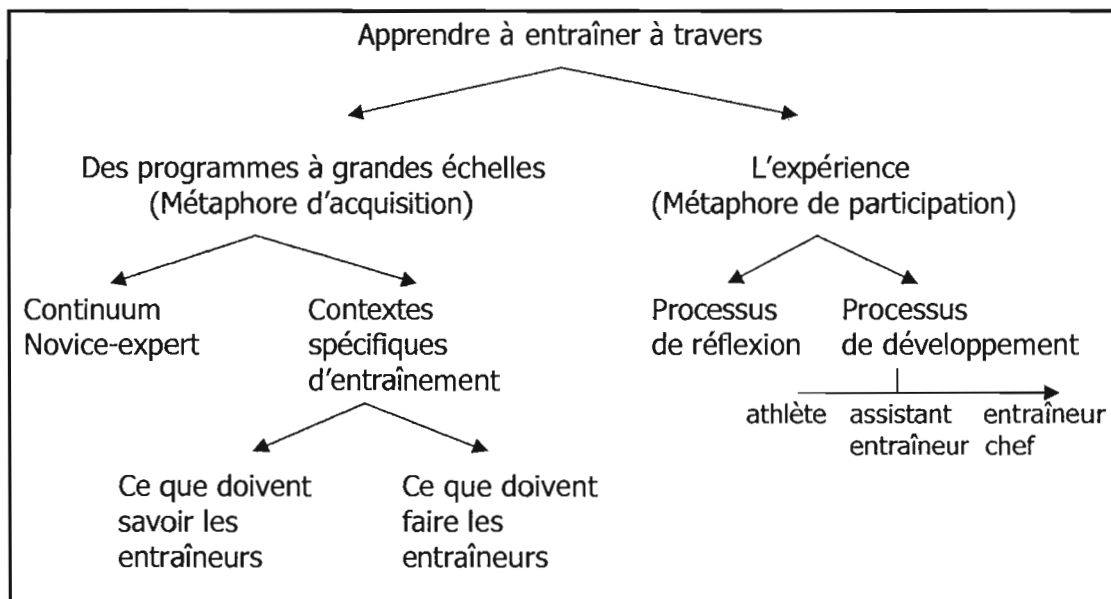 Apprendre à entraîner à travers
Des programmes à grandes échelles
(Métaphore d'acquisition)
L'expérience
(Métaphore de participation)
Continuum
Novice-expert
Contextes
spécifiques
d'entraînement
Processus
de réflexion
Processus
de développement
athlète
assistant
entraîneur
entraîneur
chef
Ce que doivent
savoir les
entraîneurs
Ce que doivent
faire les
entraîneurs